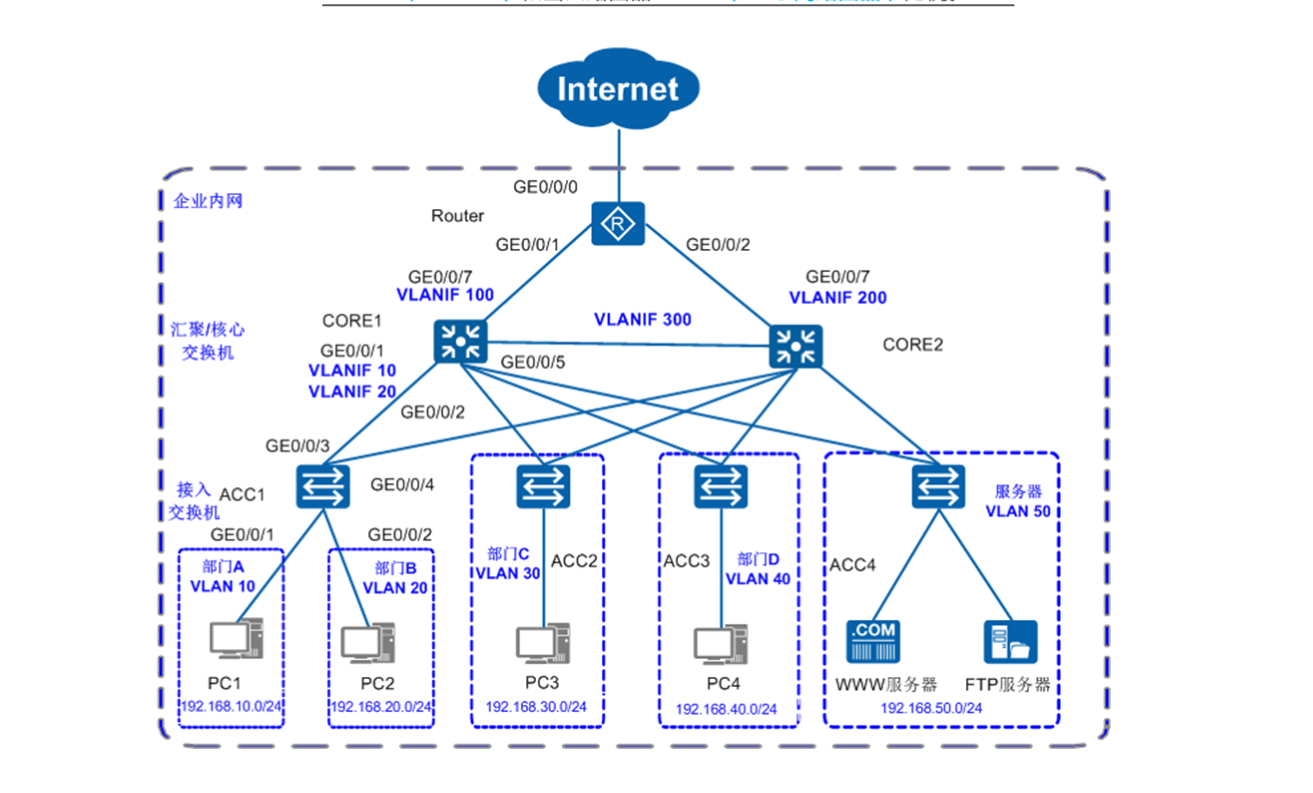 Internet
GE0/0/0
企业内网
Router
GE0/0/1
GE0/0/2
GE0/0/7
VLANIF 100
GE0/0/7
VLANIF 200
VLANIF 300
CORE1
汇聚/核心
交换机
CORE2
GE0/0/1
VLANIF 10
VLANIF 20
GE0/0/5
GE0/0/2
GE0/0/3
接入
交换机
ACC1
GE0/0/4
服务器
VLAN 50
GE0/0/1
GE0/0/2
部门A
VLAN 10
部门B
VLAN 20
部门C
VLAN 30
ACC2
ACC3
部门D
VLAN 40
ACC4
.COM
PC1
PC2
PC3
PC4
WWW服务器
FTP服务器
192.168.10.0/24
192.168.20.0/24
192.168.30.0/24
192.168.40.0/24
192.168.50.0/24